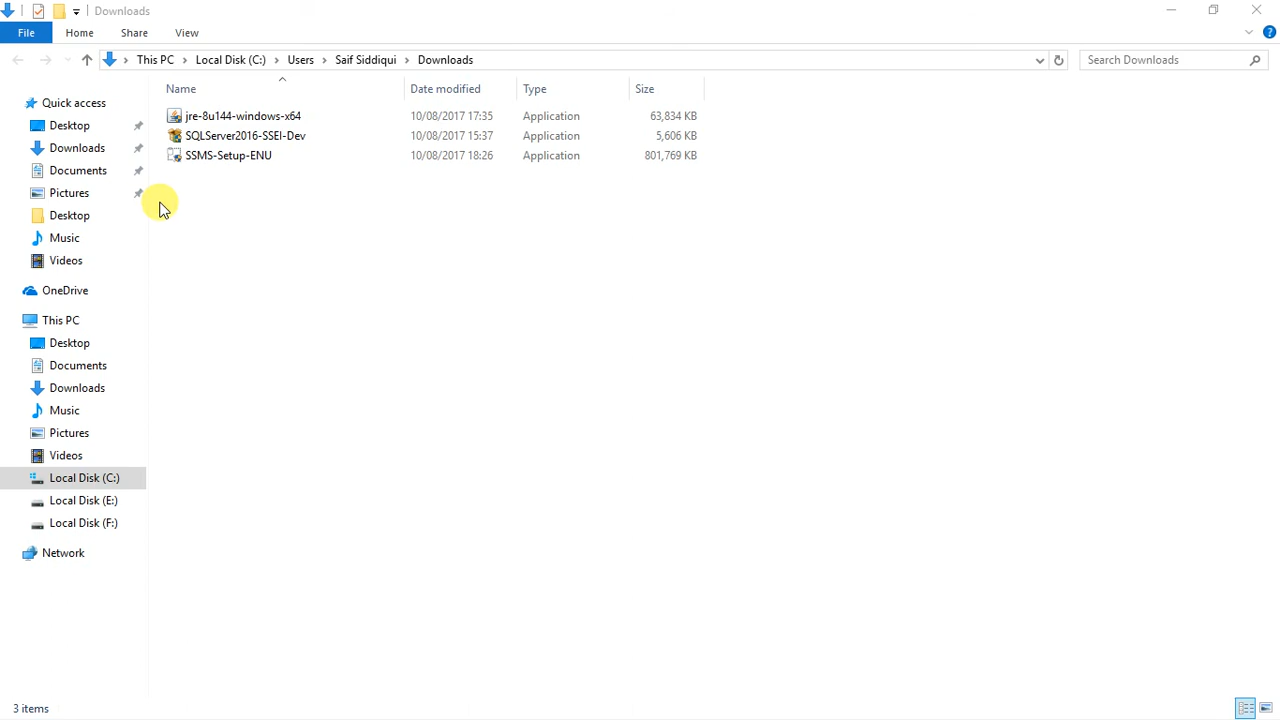 Downloads
File Home Share View
This PC Local Disk (C:) Users Saif Siddiqui Downloads Search Downloads
Name Date modified Type Size
jre-8u144-windows-x64 10/08/2017 17:35 Application 63,834 KB
SQLServer2016-SSEI-Dev 10/08/2017 15:37 Application 5,606 KB
SSMS-Setup-ENU 10/08/2017 18:26 Application 801,769 KB
Quick access
Desktop
Downloads
Documents
Pictures
Desktop
Music
Videos
OneDrive
This PC
Desktop
Documents
Downloads
Music
Pictures
Videos
Local Disk (C:)
Local Disk (E:)
Local Disk (F:)
Network
3 items